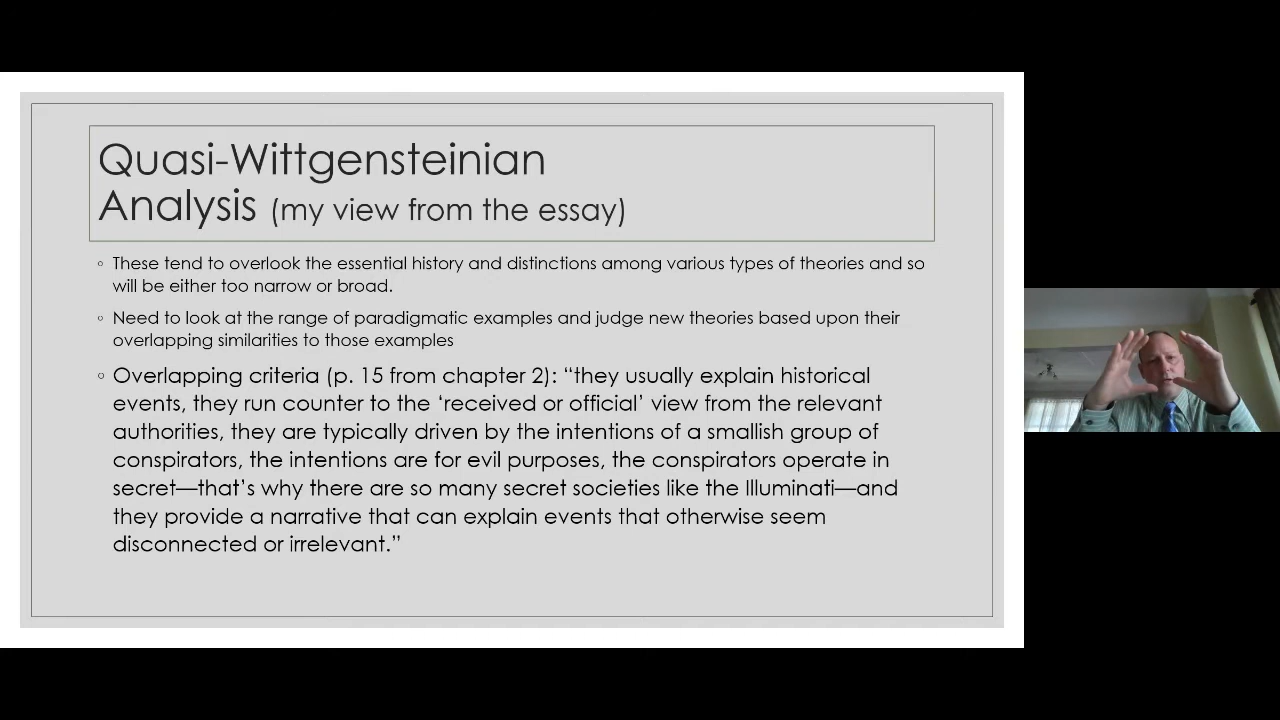 Quasi-Wittgensteinian
Analysis (my view from the essay)
◦ These tend to overlook the essential history and distinctions among various types of theories and so
will be either too narrow or broad.
◦ Need to look at the range of paradigmatic examples and judge new theories based upon their
overlapping similarities to those examples
◦ Overlapping criteria (p. 15 from chapter 2): “they usually explain historical
events, they run counter to the ‘received or official’ view from the relevant
authorities, they are typically driven by the intentions of a smallish group of
conspirators, the intentions are for evil purposes, the conspirators operate in
secret—that’s why there are so many secret societies like the Illuminati—and
they provide a narrative that can explain events that otherwise seem
disconnected or irrelevant.”